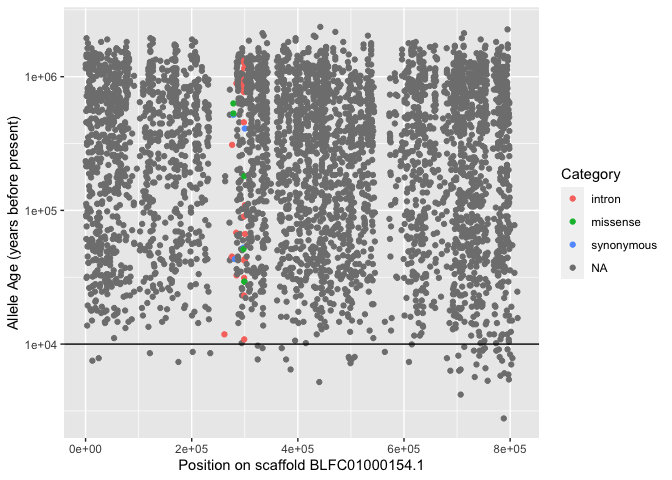 Allele Age (years before present)
1e+06
1e+05
1e+04
0e+00 2e+05 4e+05 6e+05 8e+05
Position on scaffold BLFC01000154.1
Category
intron
missense
synonymous
NA